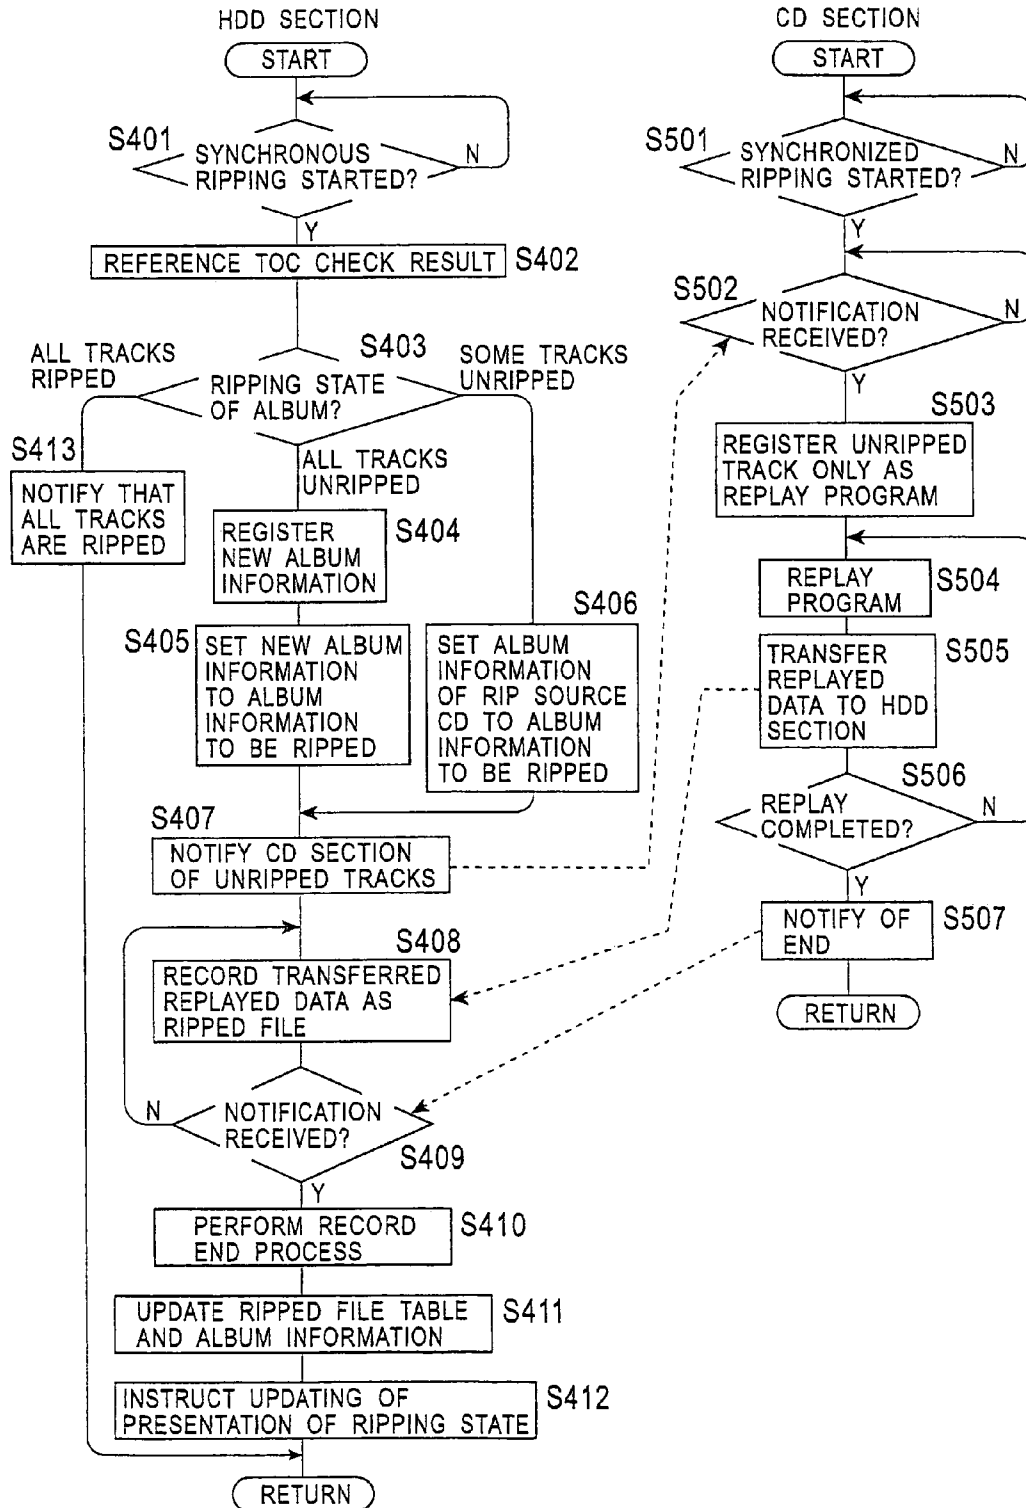 HDD SECTION
START
S401
SYNCHRONOUS
RIPPING STARTED?
N
Y
REFERENCE TOC CHECK RESULT
S402
S403
ALL TRACKS
RIPPED
SOME TRACKS
UNRIPPED
RIPPING STATE
OF ALBUM?
S413
NOTIFY THAT
ALL TRACKS
ARE RIPPED
ALL TRACKS
UNRIPPED
REGISTER
NEW ALBUM
INFORMATION
S404
S405
SET NEW ALBUM
INFORMATION
TO ALBUM
INFORMATION
TO BE RIPPED
S406
SET ALBUM
INFORMATION
OF RIP SOURCE
CD TO ALBUM
INFORMATION
TO BE RIPPED
S407
NOTIFY CD SECTION
OF UNRIPPED TRACKS
S408
RECORD TRANSFERRED
REPLAYED DATA AS
RIPPED FILE
N
NOTIFICATION
RECEIVED?
S409
Y
PERFORM RECORD
END PROCESS
S410
UPDATE RIPPED FILE TABLE
AND ALBUM INFORMATION
S411
INSTRUCT UPDATING OF
PRESENTATION OF RIPPING STATE
S412
RETURN
CD SECTION
START
S501
SYNCHRONIZED
RIPPING STARTED?
N
Y
S502
NOTIFICATION
RECEIVED?
N
Y
S503
REGISTER UNRIPPED
TRACK ONLY AS
REPLAY PROGRAM
REPLAY
PROGRAM
S504
TRANSFER
REPLAYED
DATA TO HDD
SECTION
S505
S506
REPLAY
COMPLETED?
N
Y
NOTIFY OF
END
S507
RETURN